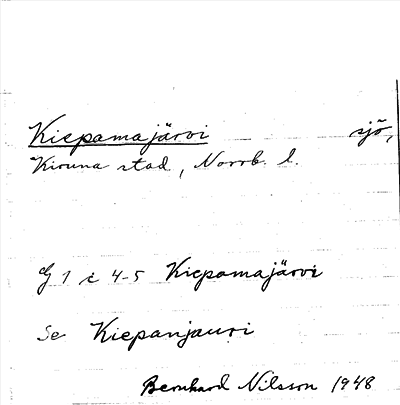 Kiepamajärvi sjö,
Kiruna stad, Norrb. l.
G 1 i 4-5 Kiepamajärvi
Se Kiepanjauri
Bernhard Nilsson 1948